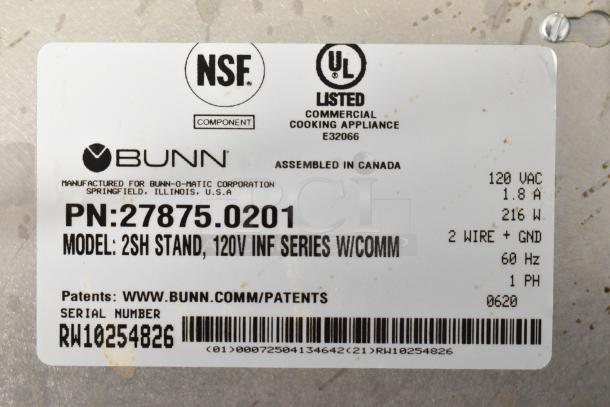 NSF
COMPONENT
UL
LISTED
COMMERCIAL
COOKING APPLIANCE
E32066
BUNN
ASSEMBLED IN CANADA
MANUFACTURED FOR BUNN-O-MATIC CORPORATION
SPRINGFIELD, ILLINOIS, U.S.A
PN:27875.0201
MODEL: 2SH STAND, 120V INF SERIES W/COMM
120 VAC
1.8 A
216 W
2 WIRE + GND
60 Hz
1 PH
0620
Patents: WWW.BUNN.COMM/PATENTS
SERIAL NUMBER
RW10254826
(01)00072504134642(21)RW10254826